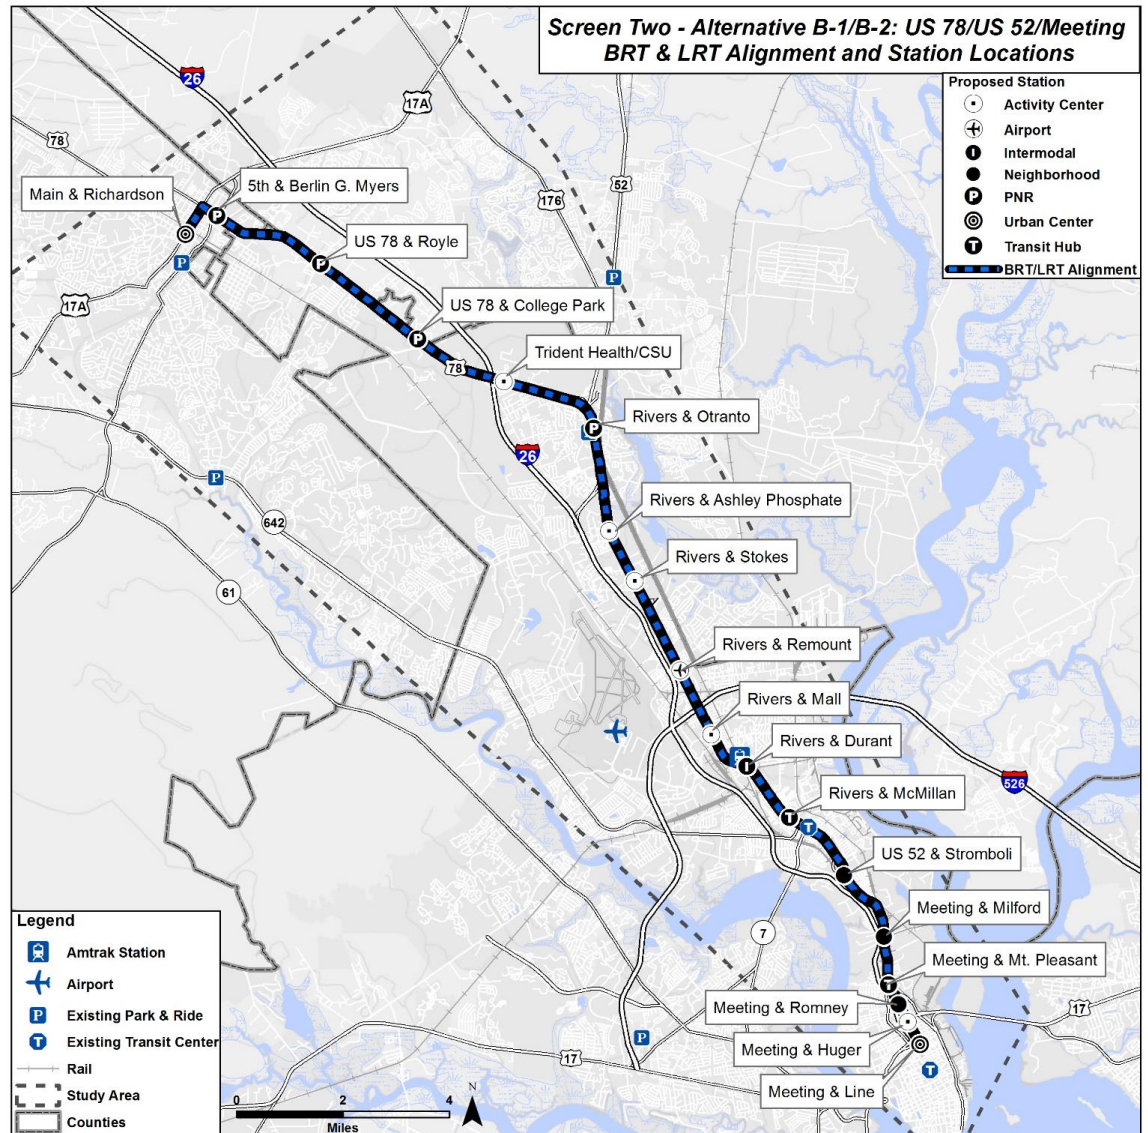 Screen Two - Alternative B-1/B-2: US 78/US 52/Meeting
BRT & LRT Alignment and Station Locations
Proposed Station
Activity Center
Airport
Intermodal
Neighborhood
P PNR
Urban Center
T Transit Hub
BRT/LRT Alignment
26
17A
78
52
176
Main & Richardson
5th & Berlin G. Myers
P
US 78 & Royle
P
P
P
17A
US 78 & College Park
P
78
Trident Health/CSU
Rivers & Otranto
P
26
P
Rivers & Ashley Phosphate
642
Rivers & Stokes
61
Rivers & Remount
Rivers & Mall
Rivers & Durant
I
526
Rivers & McMillan
T
T
US 52 & Stromboli
Meeting & Milford
7
Meeting & Mt. Pleasant
T
Meeting & Romney
17
P
Meeting & Huger
17
T
Meeting & Line
Legend
Amtrak Station
Airport
P Existing Park & Ride
T Existing Transit Center
Rail
Study Area
Counties
0 2 4
Miles
N